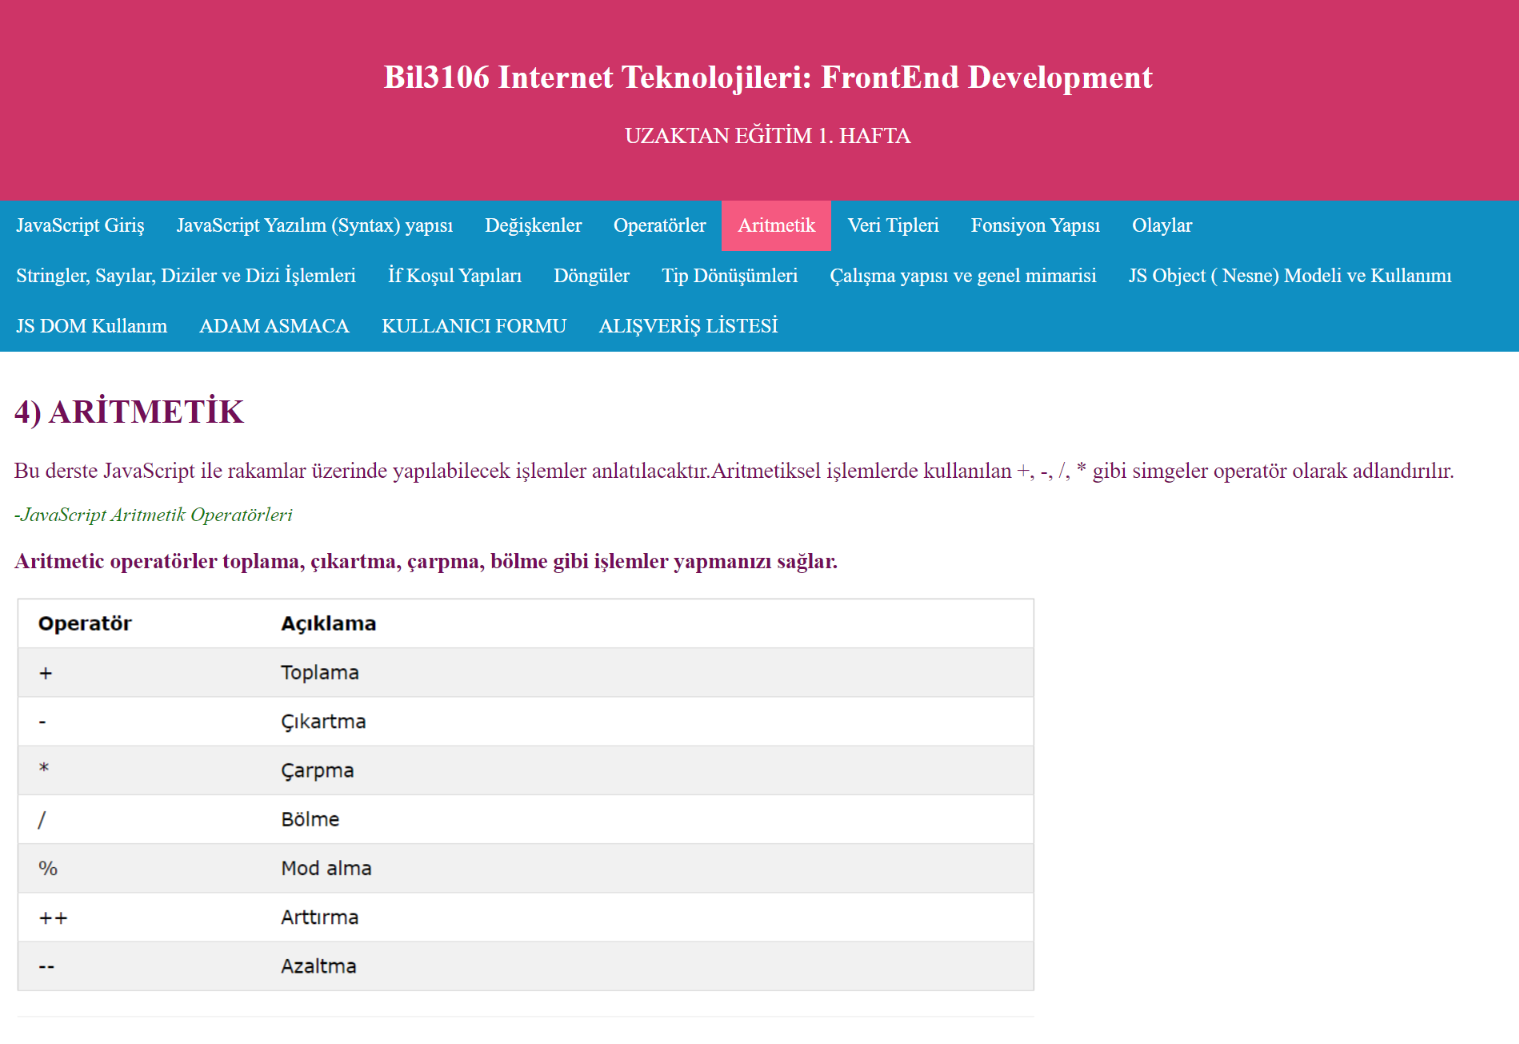 Bil3106 Internet Teknolojileri: FrontEnd Development
UZAKTAN EĞİTİM 1. HAFTA
JavaScript Giriş JavaScript Yazılım (Syntax) yapısı Değişkenler Operatörler Aritmetik Veri Tipleri Fonsiyon Yapısı Olaylar
Stringler, Sayılar, Diziler ve Dizi İşlemleri İf Koşul Yapıları Döngüler Tip Dönüşümleri Çalışma yapısı ve genel mimarisi JS Object ( Nesne) Modeli ve Kullanımı
JS DOM Kullanım ADAM ASMACA KULLANICI FORMU ALIŞVERİŞ LİSTESİ
4) ARİTMETİK
Bu derste JavaScript ile rakamlar üzerinde yapılabilecek işlemler anlatılacaktır.Aritmetiksel işlemlerde kullanılan +, -, /, * gibi simgeler operatör olarak adlandırılır.
-JavaScript Aritmetik Operatörleri
Aritmetic operatörler toplama, çıkartma, çarpma, bölme gibi işlemler yapmanızı sağlar.
Operatör Açıklama
+ Toplama
- Çıkartma
* Çarpma
/ Bölme
% Mod alma
++ Arttırma
-- Azaltma